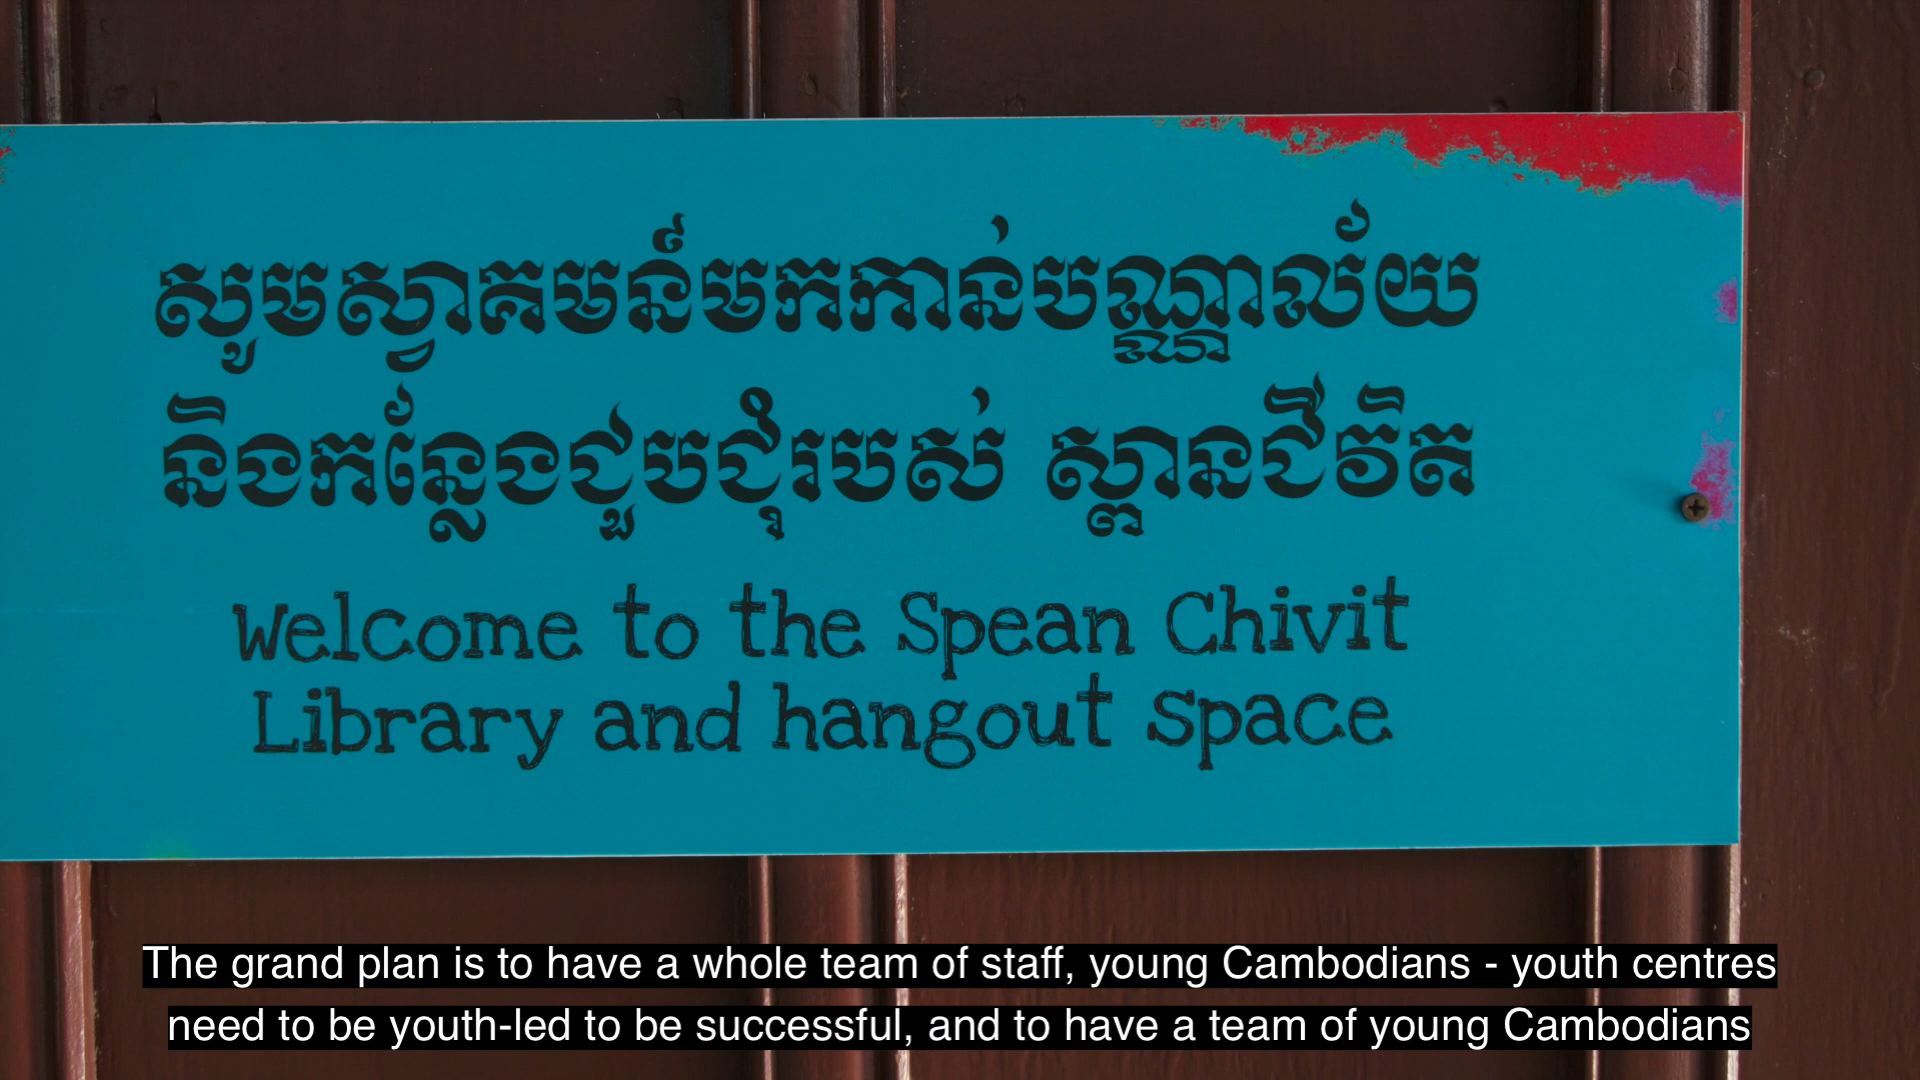 សូមស្វាគមន៍មកកាន់បណ្ណាល័យ
និងកន្លែងជួបជុំរបស់ ស្ពានជីវិត
Welcome to the Spean Chivit
Library and hangout space
The grand plan is to have a whole team of staff, young Cambodians - youth centres
need to be youth-led to be successful, and to have a team of young Cambodians